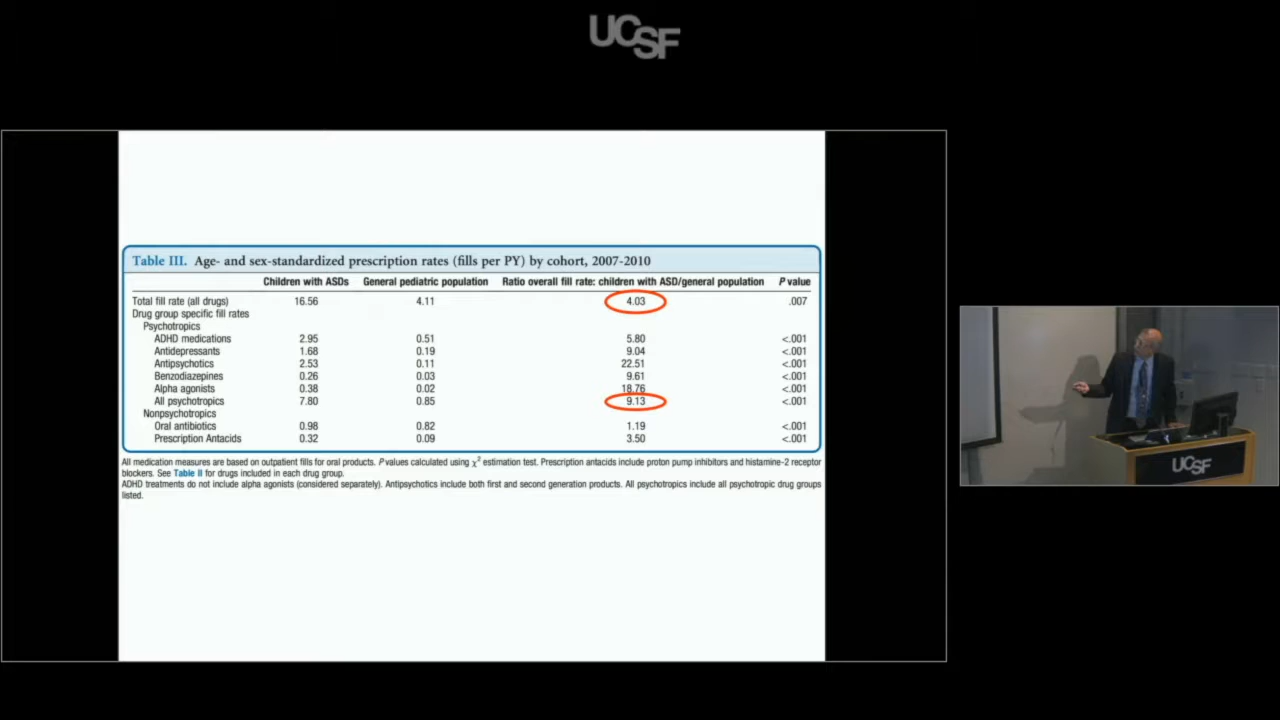 UCSF
Table III. Age- and sex-standardized prescription rates (fills per PY) by cohort, 2007-2010
Children with ASDs General pediatric population Ratio overall fill rate: children with ASD/general population P value
Total fill rate (all drugs) 16.56 4.11 4.03 .007
Drug group specific fill rates
Psychotropics
ADHD medications 2.95 0.51 5.80 <.001
Antidepressants 1.68 0.19 9.04 <.001
Antipsychotics 2.53 0.11 22.51 <.001
Benzodiazepines 0.26 0.03 9.61 <.001
Alpha agonists 0.38 0.02 18.76 <.001
All psychotropics 7.80 0.85 9.13 <.001
Nonpsychotropics
Oral antibiotics 0.98 0.82 1.19 <.001
Prescription Antacids 0.32 0.09 3.50 <.001
All medication measures are based on outpatient fills for oral products. P values calculated using χ² estimation test. Prescription antacids include proton pump inhibitors and histamine-2 receptor
blockers. See Table II for drugs included in each drug group.
ADHD treatments do not include alpha agonists (considered separately). Antipsychotics include both first and second generation products. All psychotropics include all psychotropic drug groups
listed.
UCSF